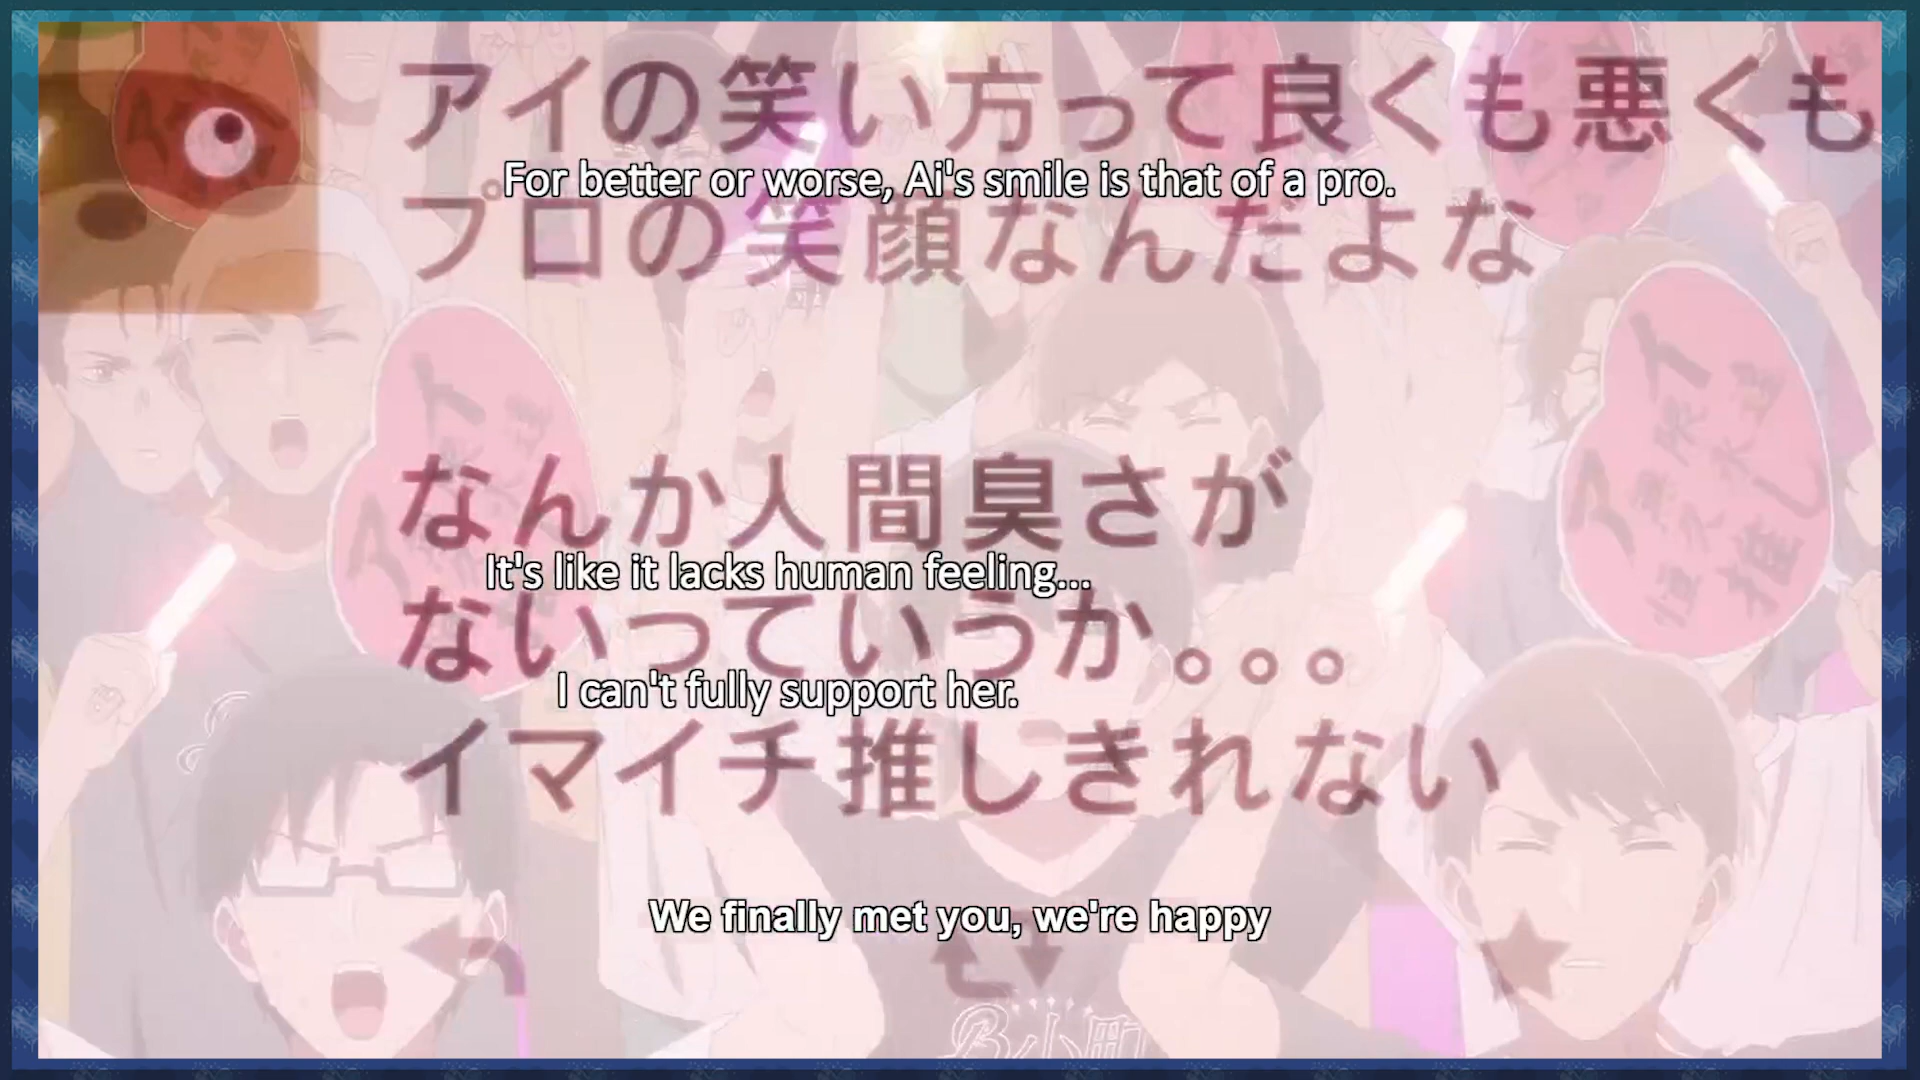 アイの笑い方って良くも悪くも
For better or worse, Ai's smile is that of a pro.
プロの笑顔なんだよな
なんか人間臭さが
It's like it lacks human feeling...
ないっていうか。。。
I can't fully support her.
イマイチ推しきれない
We finally met you, we're happy
B小町